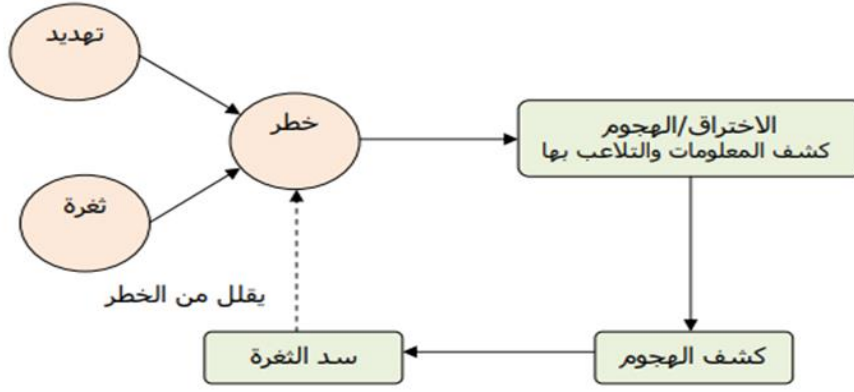 تهديد
خطر
الاختراق/الهجوم
كشف المعلومات والتلاعب بها
ثغرة
يقلل من الخطر
سد الثغرة
كشف الهجوم